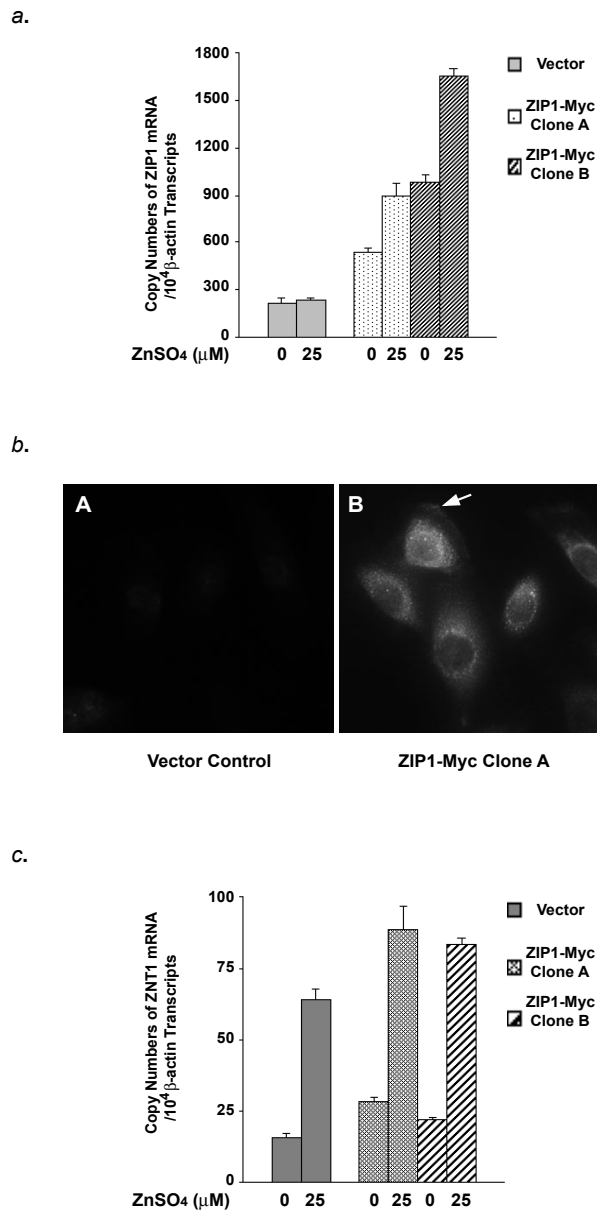 a.
Copy Numbers of ZIP1 mRNA
/10⁴β-actin Transcripts
1800
1500
1200
900
600
300
0
ZnSO₄ (μM)
0 25 0 25 0 25
Vector
ZIP1-Myc
Clone A
ZIP1-Myc
Clone B
b.
A
B
Vector Control
ZIP1-Myc Clone A
c.
Copy Numbers of ZNT1 mRNA
/10⁴β-actin Transcripts
100
75
50
25
0
ZnSO₄ (μM)
0 25 0 25 0 25
Vector
ZIP1-Myc
Clone A
ZIP1-Myc
Clone B